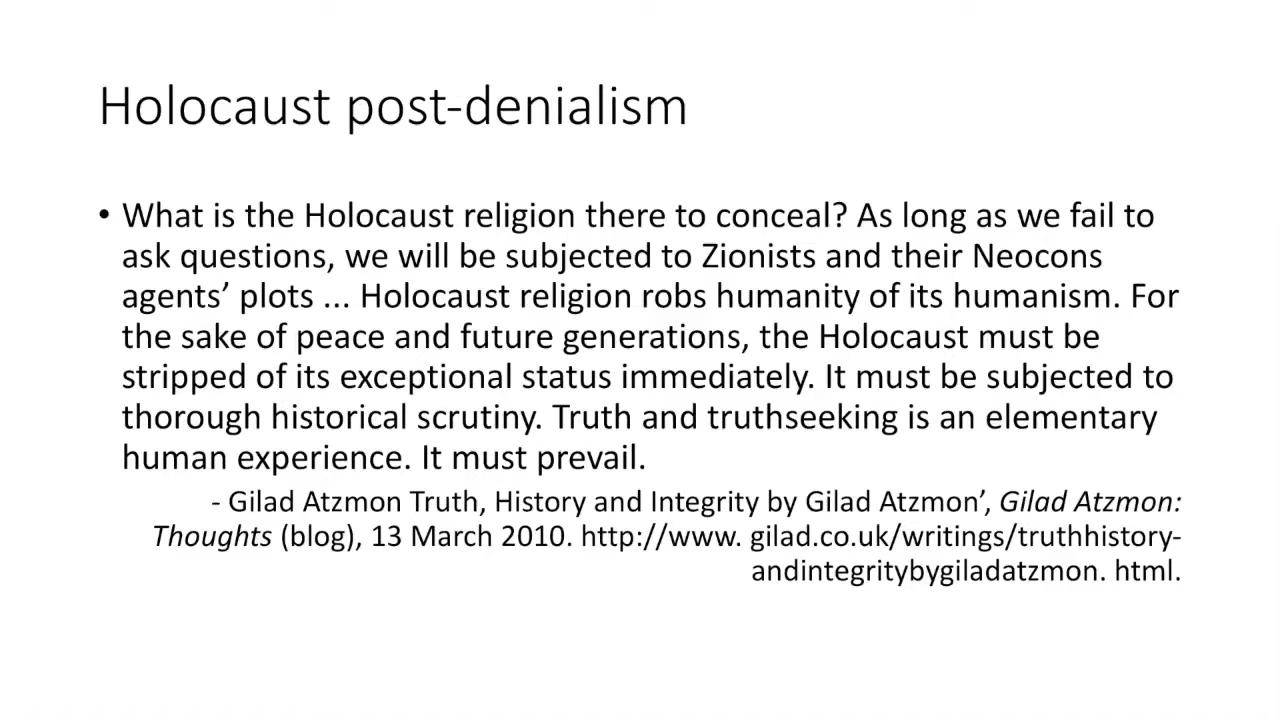 Holocaust post-denialism
• What is the Holocaust religion there to conceal? As long as we fail to
ask questions, we will be subjected to Zionists and their Neocons
agents’ plots ... Holocaust religion robs humanity of its humanism. For
the sake of peace and future generations, the Holocaust must be
stripped of its exceptional status immediately. It must be subjected to
thorough historical scrutiny. Truth and truthseeking is an elementary
human experience. It must prevail.
- Gilad Atzmon Truth, History and Integrity by Gilad Atzmon’, Gilad Atzmon:
Thoughts (blog), 13 March 2010. http://www. gilad.co.uk/writings/truthhistory-
andintegritybygiladatzmon. html.